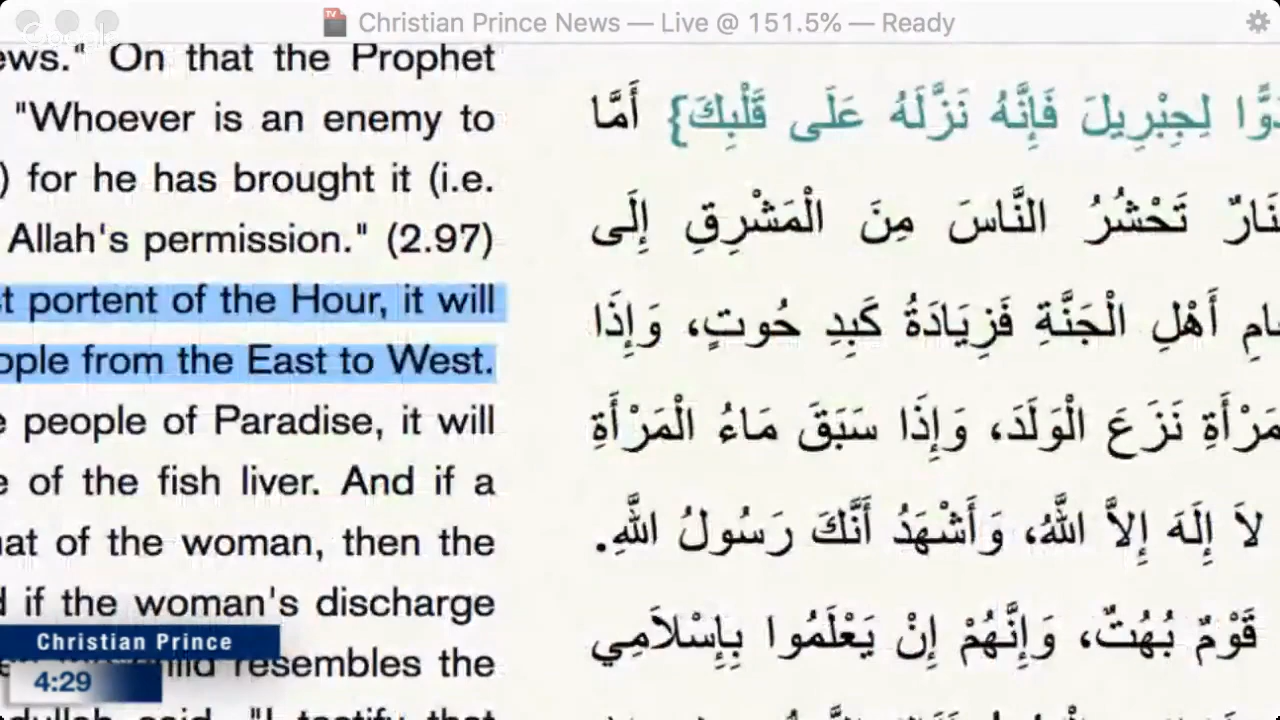 Christian Prince News — Live @ 151.5% — Ready
Google
ews." On that the Prophet
"Whoever is an enemy to
) for he has brought it (i.e.
Allah's permission." (2.97)
t portent of the Hour, it will
ople from the East to West.
e people of Paradise, it will
e of the fish liver. And if a
hat of the woman, then the
d if the woman's discharge
resembles the
said, "I testify that
دُوًّا لِجِبْرِيلَ فَإِنَّهُ نَزَّلَهُ عَلَى قَلْبِكَ} أَمَّا
نَارٌ تَحْشُرُ النَّاسَ مِنَ الْمَشْرِقِ إِلَى
امِ أَهْلِ الْجَنَّةِ فَزِيَادَةُ كَبِدِ حُوتٍ، وَإِذَا
مَرْأَةِ نَزَعَ الْوَلَدَ، وَإِذَا سَبَقَ مَاءُ الْمَرْأَةِ
لاَ إِلَهَ إِلاَّ اللَّهُ، وَأَشْهَدُ أَنَّكَ رَسُولُ اللَّهِ.
قَوْمٌ بُهُتٌ، وَإِنَّهُمْ إِنْ يَعْلَمُوا بِإِسْلاَمِي
Christian Prince
4:29